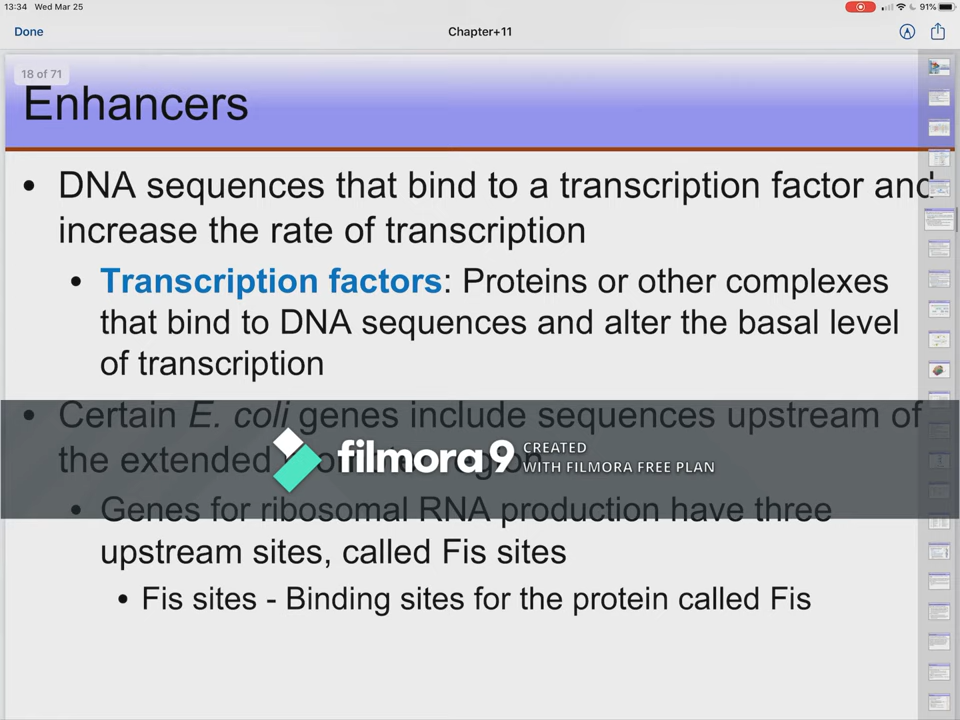 13:34 Wed Mar 25
91%
Done
Chapter+11
18 of 71
Enhancers
• DNA sequences that bind to a transcription factor and
increase the rate of transcription
• Transcription factors: Proteins or other complexes
that bind to DNA sequences and alter the basal level
of transcription
• Certain E. coli genes include sequences upstream of
the extended region
filmora 9 CREATED
WITH FILMORA FREE PLAN
• Genes for ribosomal RNA production have three
upstream sites, called Fis sites
• Fis sites - Binding sites for the protein called Fis